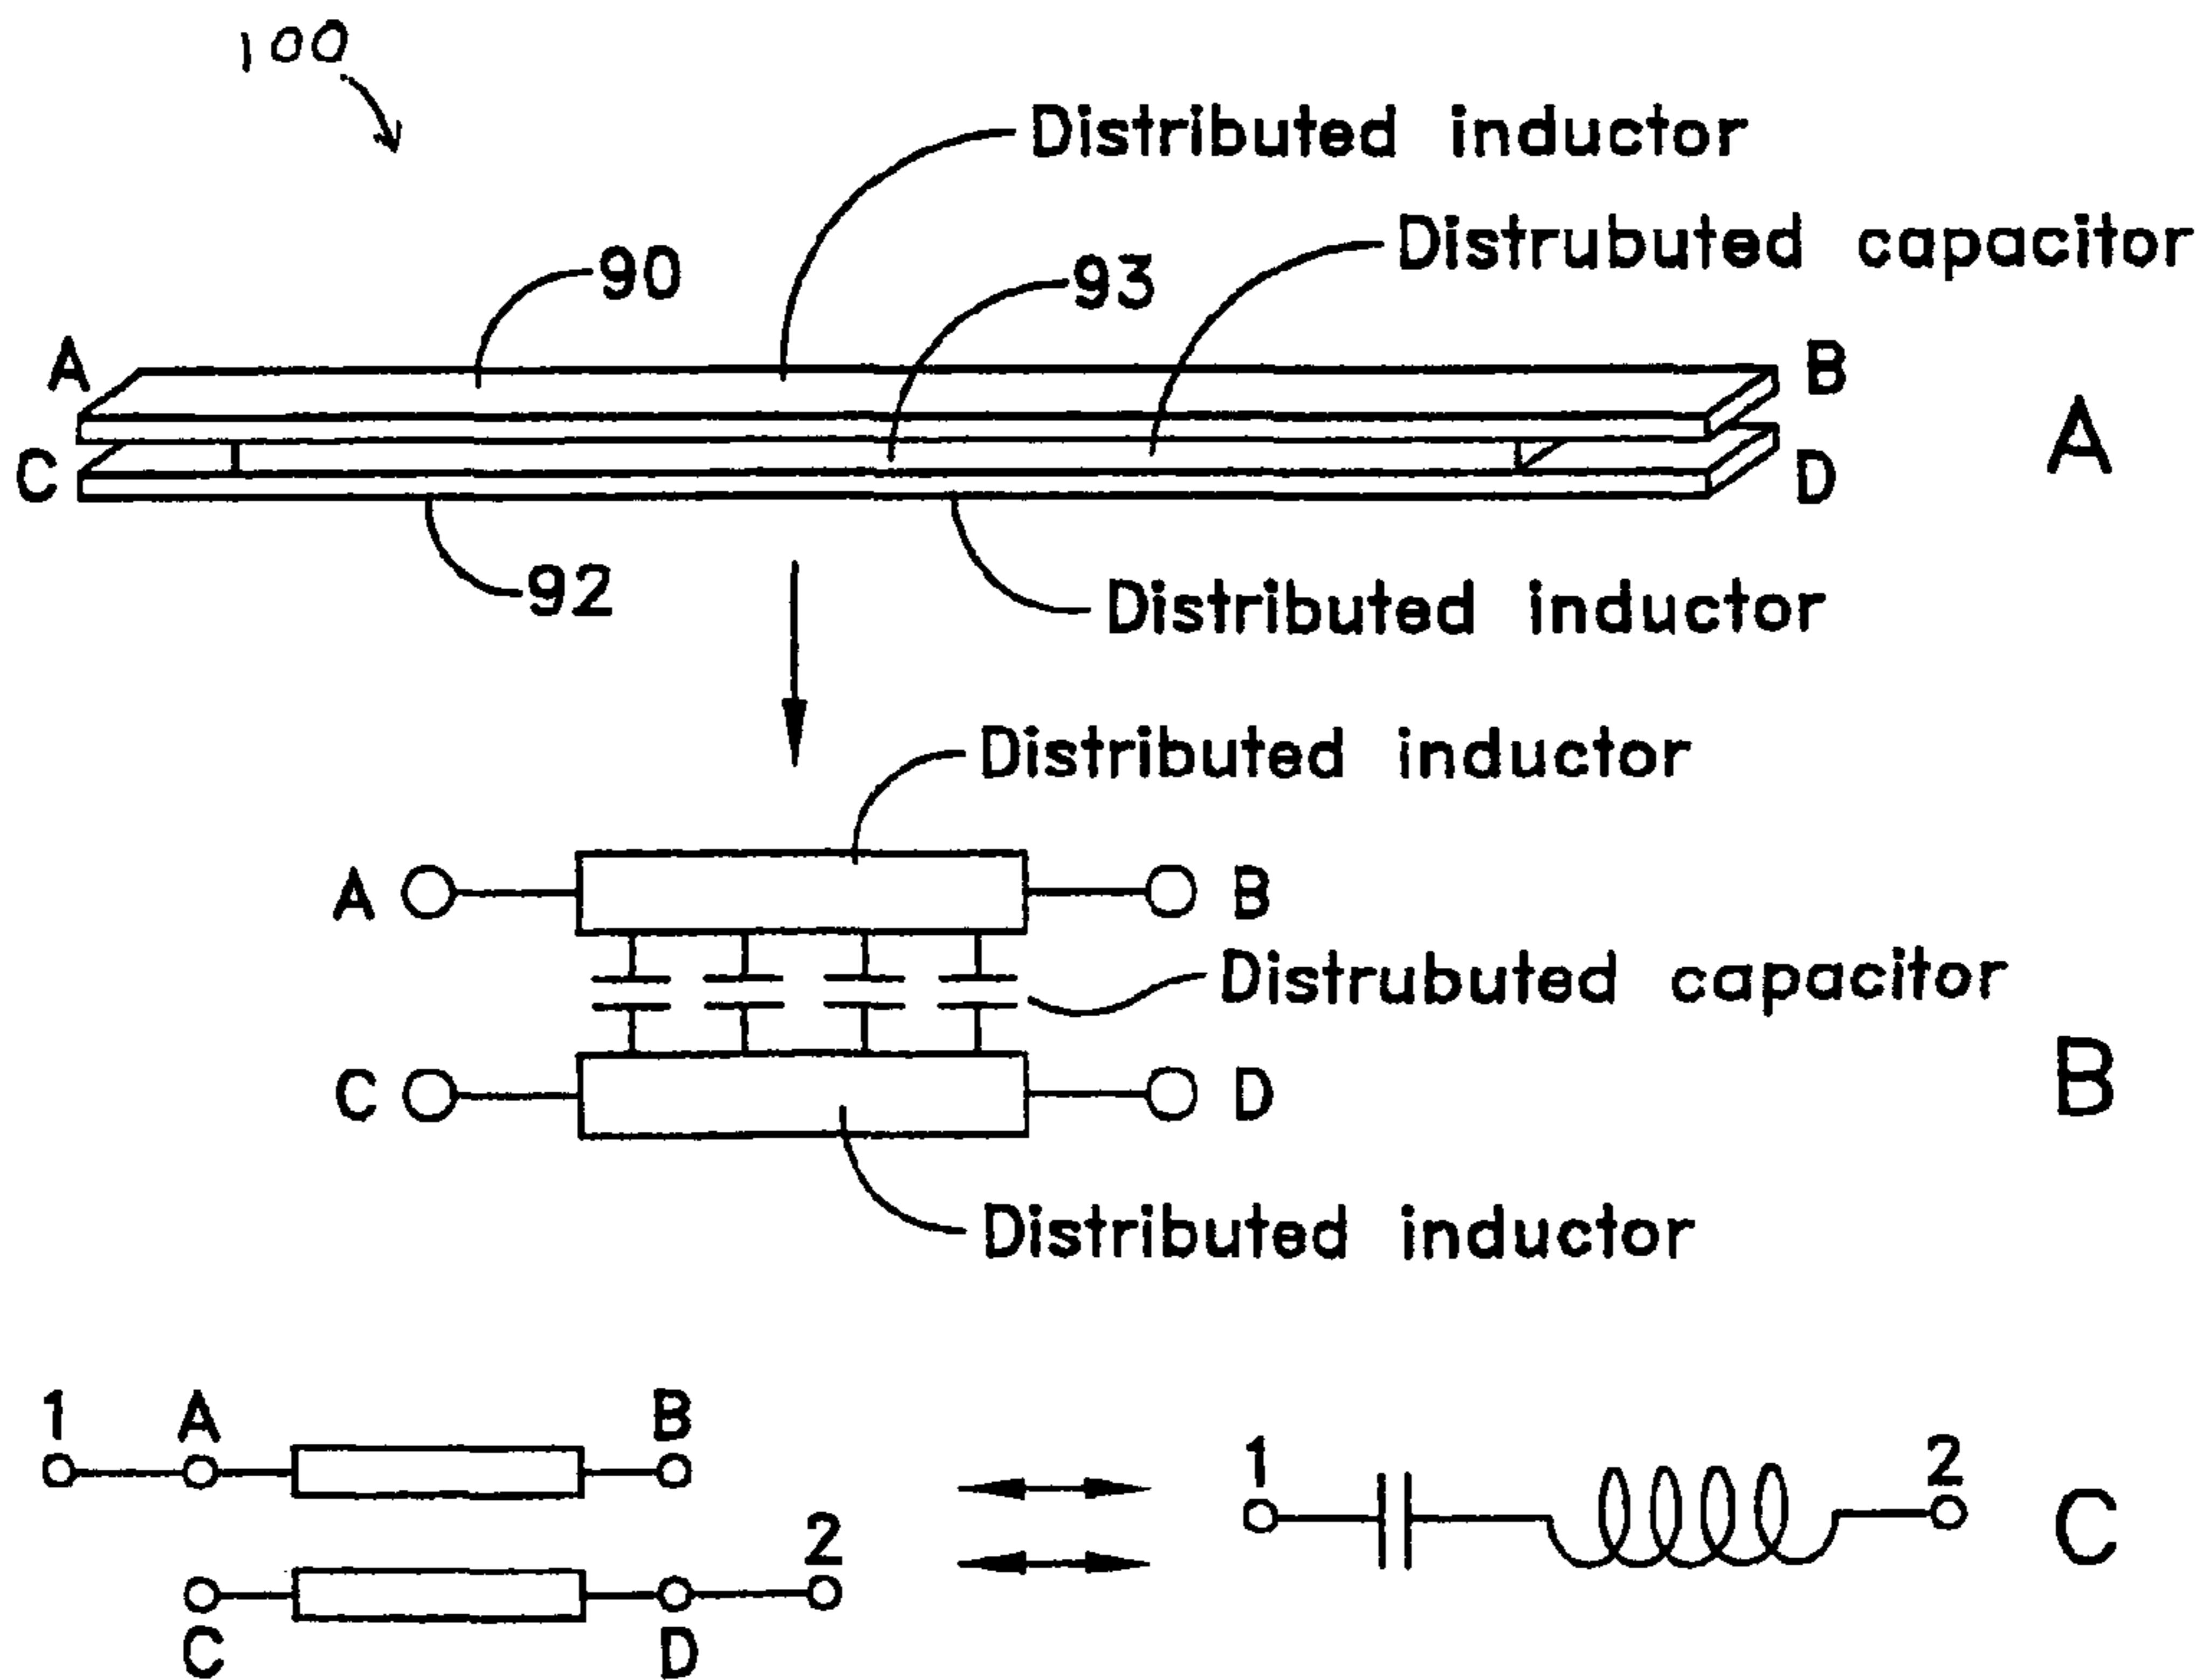 100
Distributed inductor
Distrubuted capacitor
90
93
A
B
A
C
D
92
Distributed inductor
Distributed inductor
A
B
Distrubuted capacitor
B
C
D
Distributed inductor
1
A
B
1
2
C
2
C
D